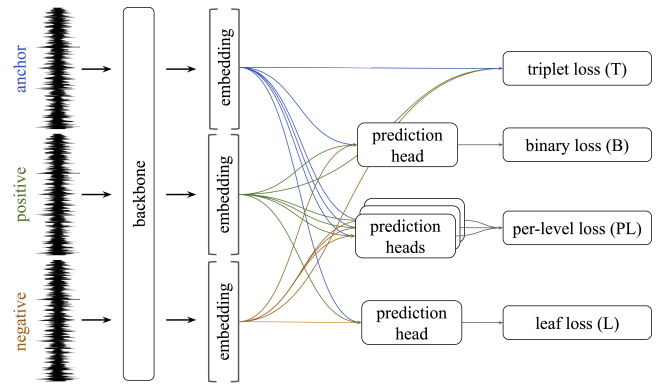 anchor
positive
negative
backbone
embedding
embedding
embedding
prediction
head
prediction
heads
prediction
head
triplet loss (T)
binary loss (B)
per-level loss (PL)
leaf loss (L)